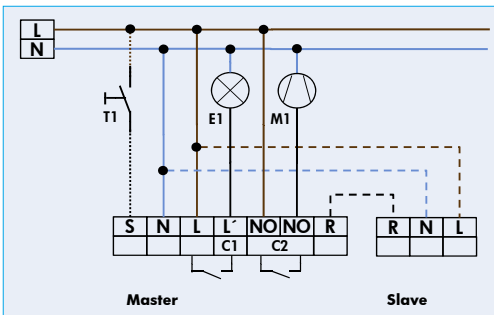 L
N
T1
E1
M1
S N L L´ NO NO R
R N L
C1 C2
Master
Slave